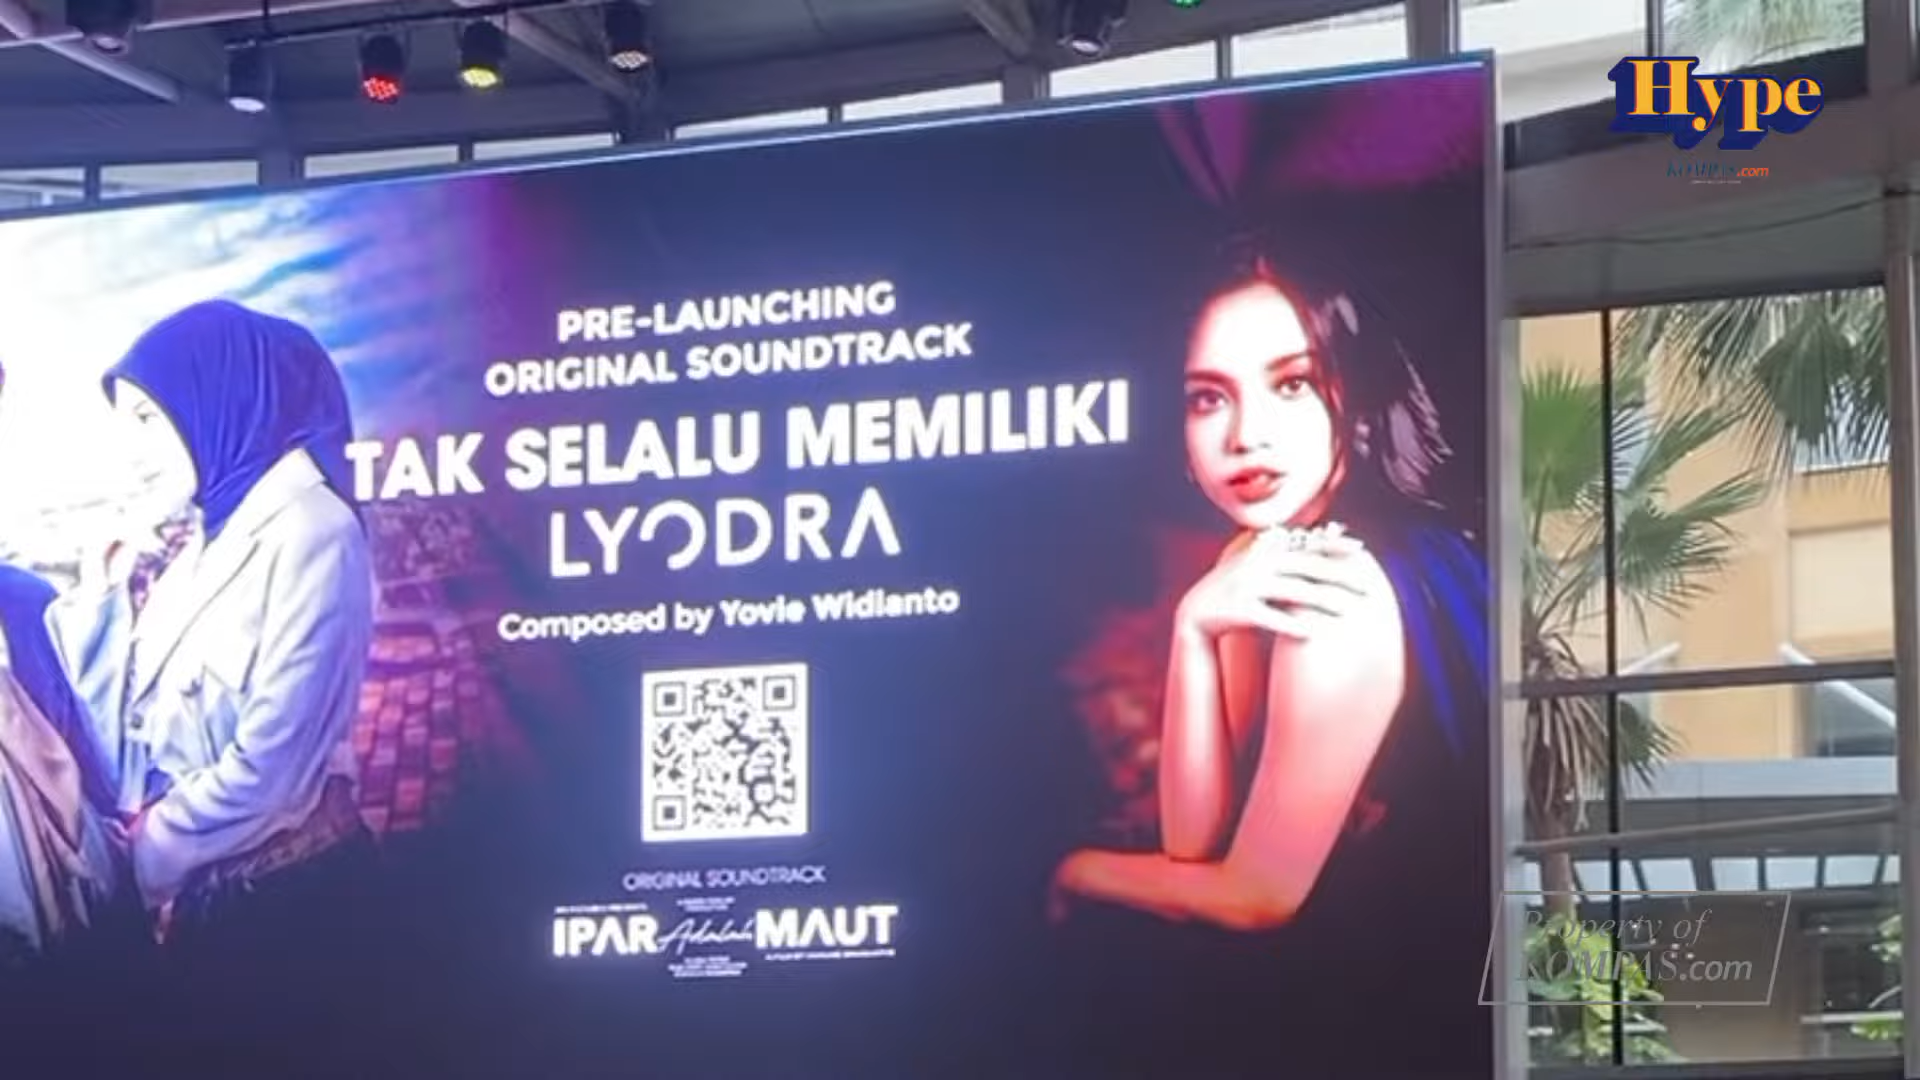 Hype
KOMPAS.com
PRE-LAUNCHING
ORIGINAL SOUNDTRACK
TAK SELALU MEMILIKI
LYODRA
Composed by Yovie Widianto
ORIGINAL SOUNDTRACK
IPAR Adalah MAUT
Property of
KOMPAS.com